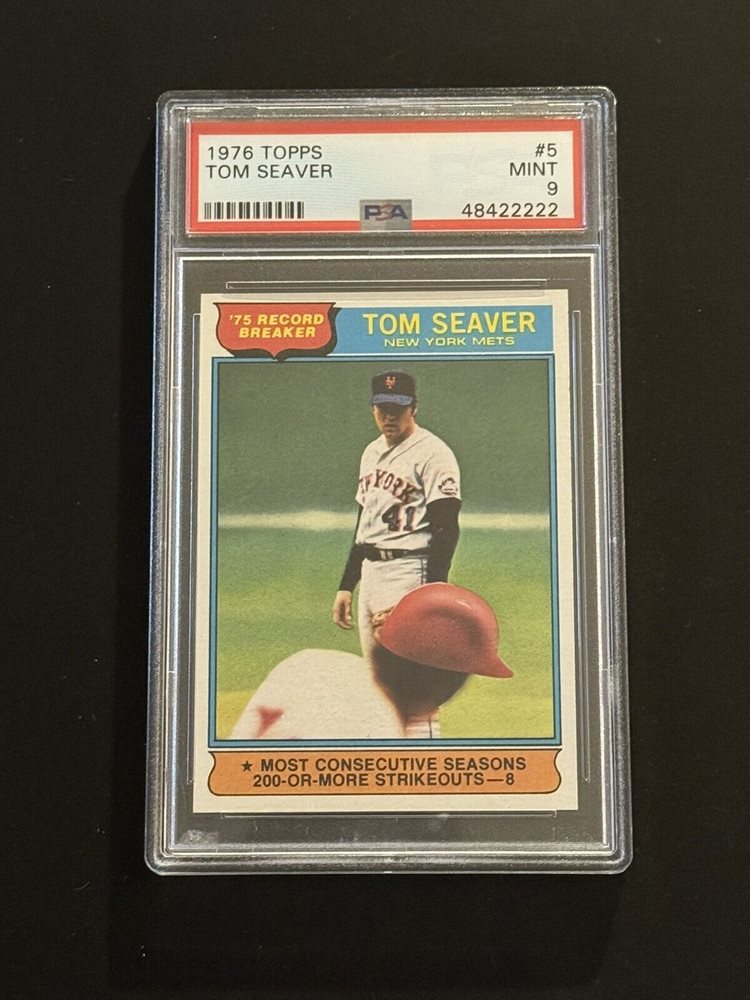 1976 TOPPS #5
TOM SEAVER MINT
9
PSA 48422222
'75 RECORD
BREAKER
TOM SEAVER
NEW YORK METS
NY
NEW YORK
41
★ MOST CONSECUTIVE SEASONS
200-OR-MORE STRIKEOUTS—8